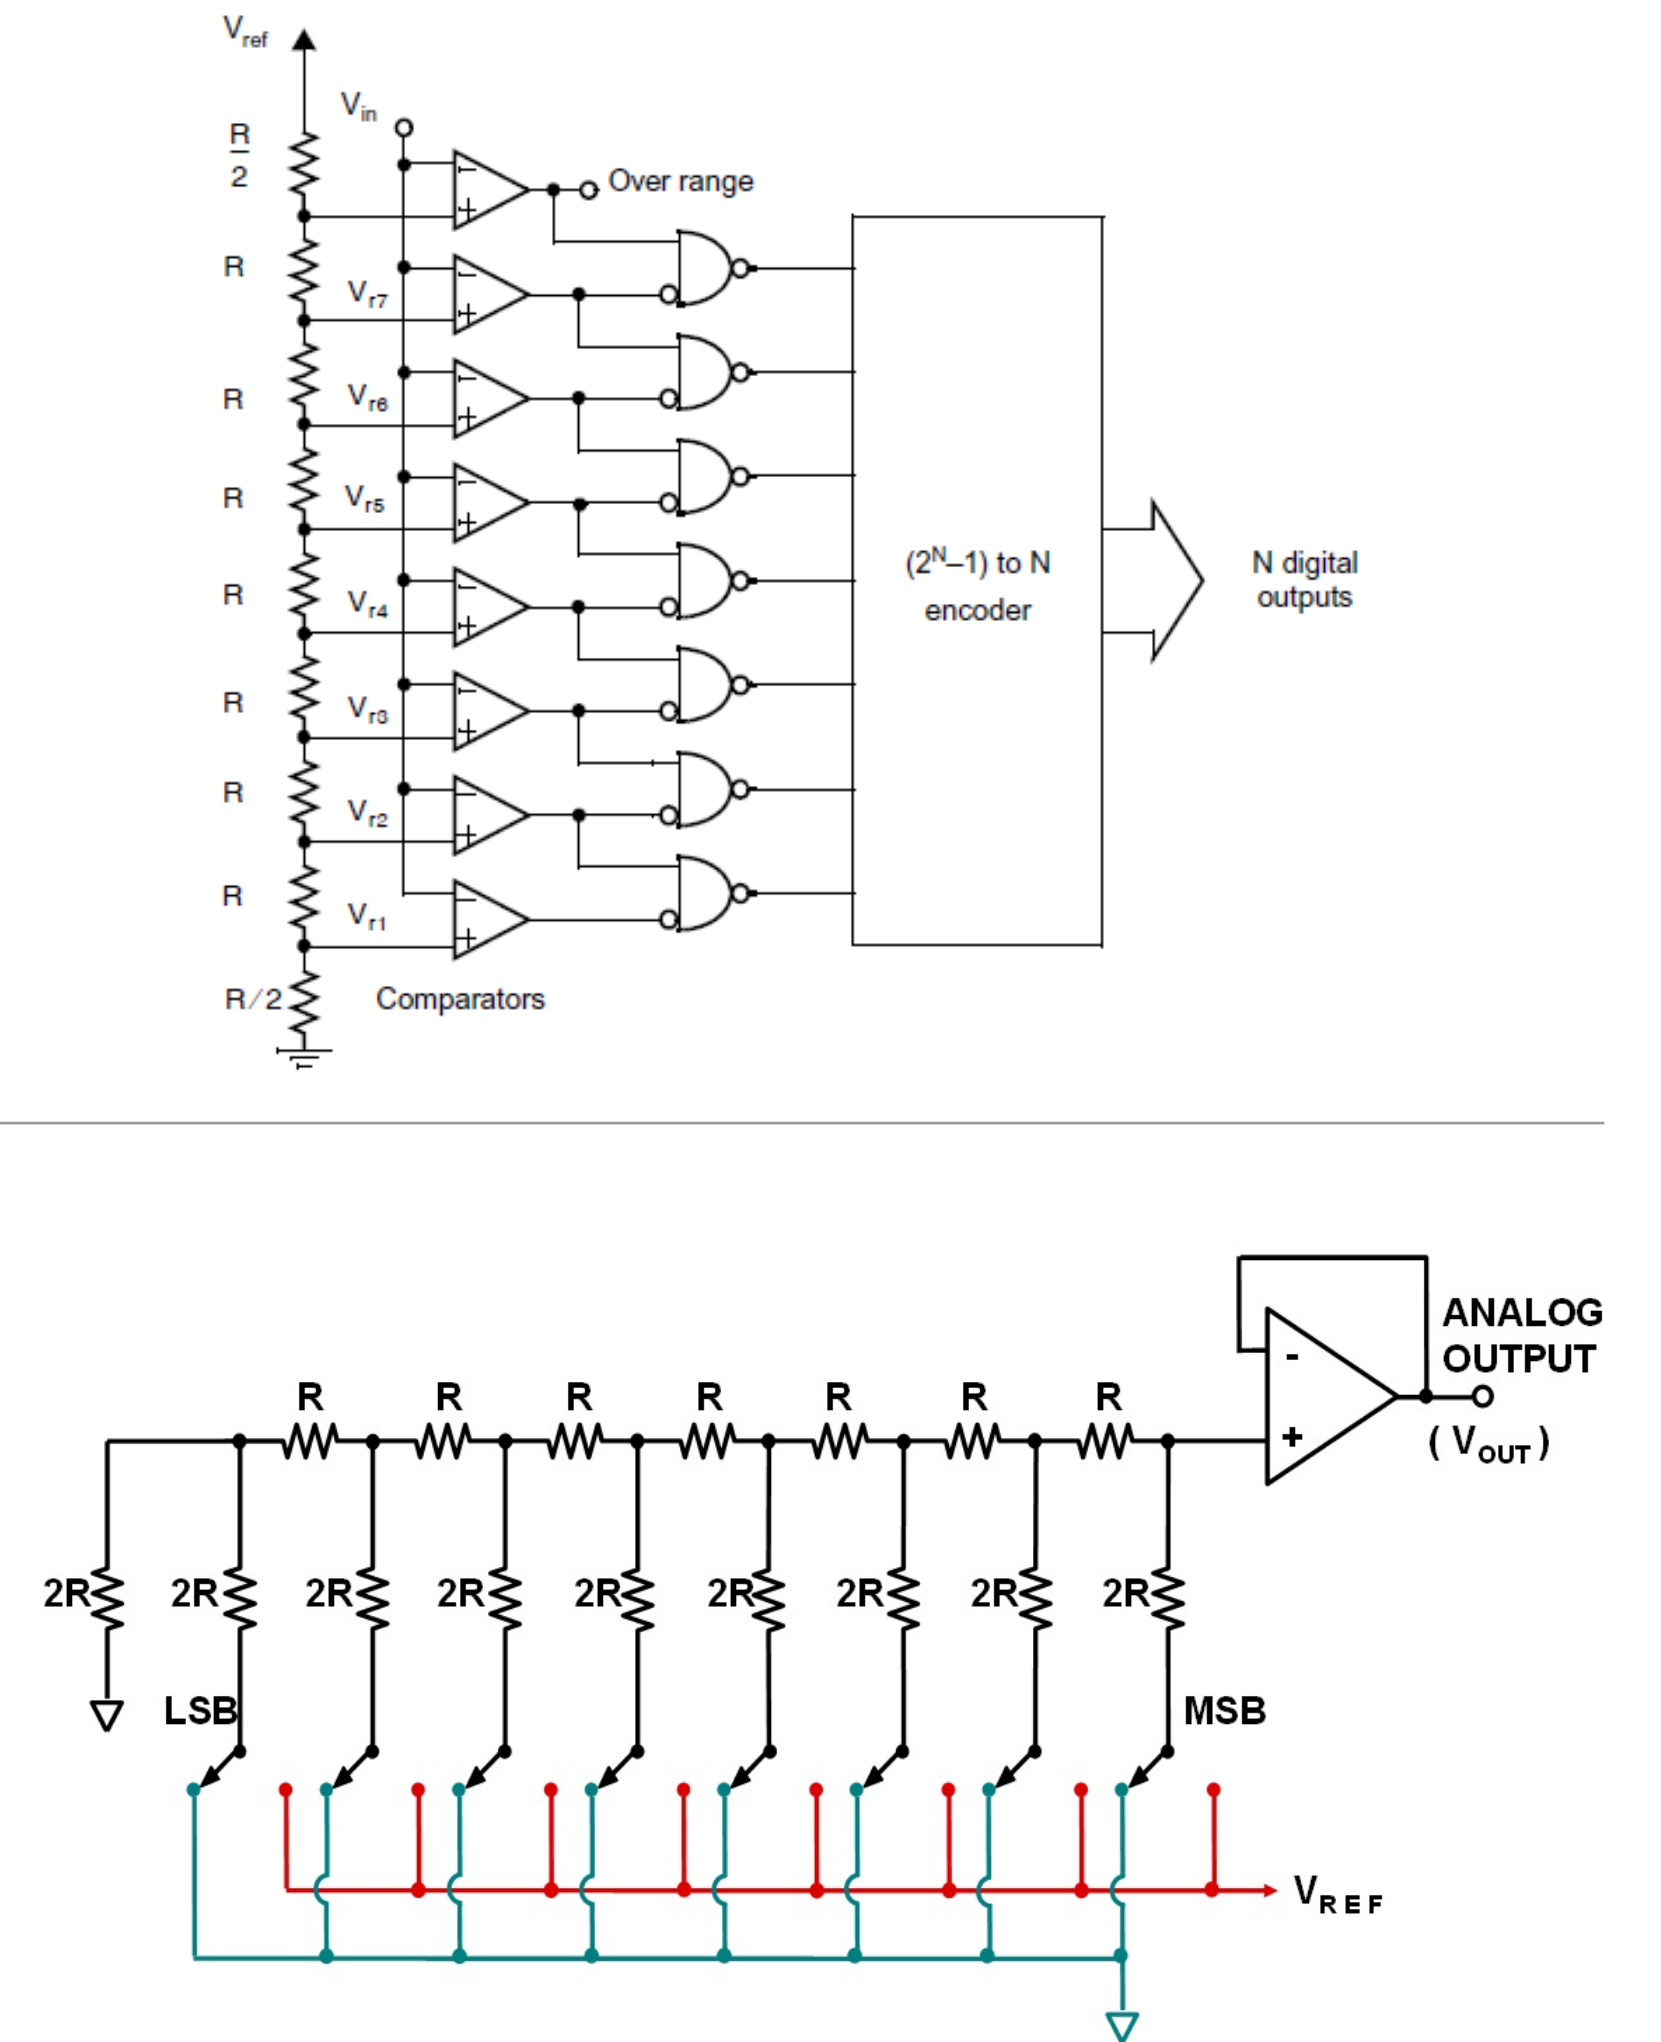 Vref
Vin
R
2
Over range
R
Vr7
R
Vr6
R
Vr5
R
Vr4
R
Vr3
R
Vr2
R
Vr1
R/2
Comparators
(2^N–1) to N
encoder
N digital
outputs
ANALOG
OUTPUT
(VOUT)
R R R R R R R
- 
+
2R 2R 2R 2R 2R 2R 2R 2R 2R
LSB
MSB
VREF